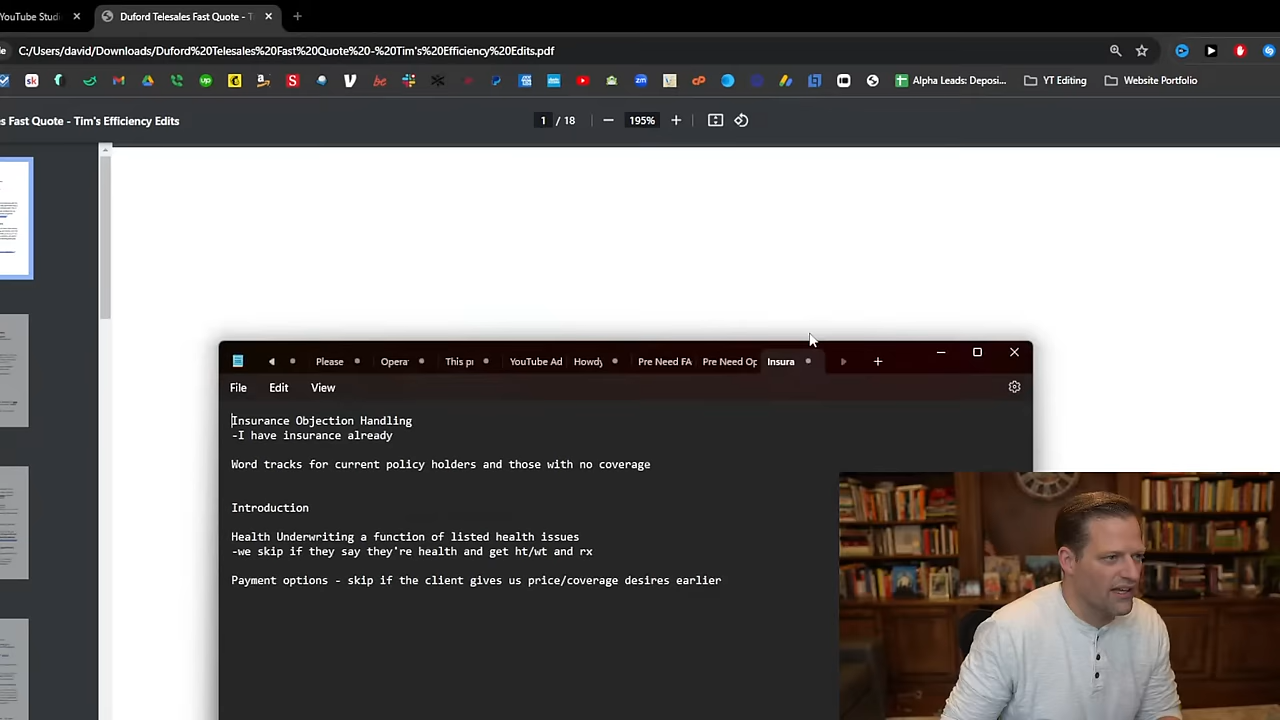 YouTube Studi
Duford Telesales Fast Quote - T
C:/Users/david/Downloads/Duford%20Telesales%20Fast%20Quote%20-%20Tim's%20Efficiency%20Edits.pdf
Alpha Leads: Deposi...
YT Editing
Website Portfolio
s Fast Quote - Tim's Efficiency Edits
1 / 18
195%
Please
Opera
This p
YouTube Ad
Howdy
Pre Need FA
Pre Need Op
Insura
File
Edit
View
Insurance Objection Handling
-I have insurance already
Word tracks for current policy holders and those with no coverage
Introduction
Health Underwriting a function of listed health issues
-we skip if they say they're health and get ht/wt and rx
Payment options - skip if the client gives us price/coverage desires earlier